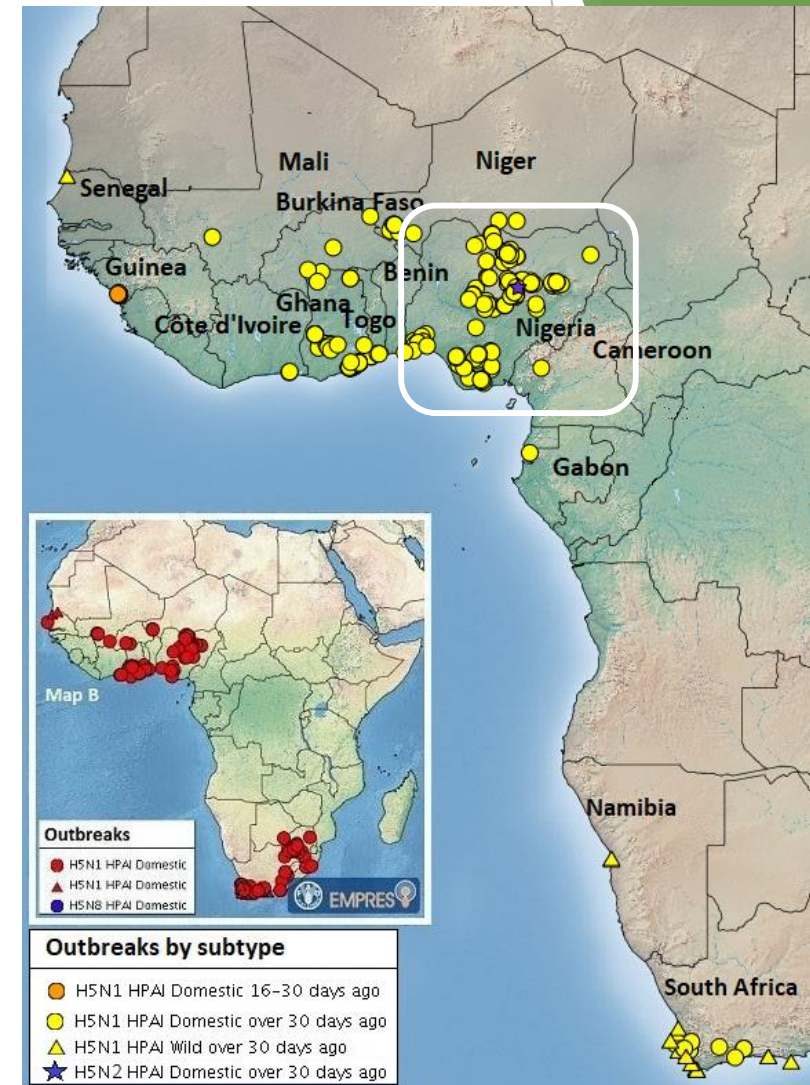 Mali
Niger
Senegal
Burkina Faso
Guinea
Benin
Ghana
Togo
Côte d'Ivoire
Nigeria
Cameroon
Gabon
Map B
Outbreaks
H5N1 HPAI Domestic
H5N1 HPAI Domestic
H5N8 HPAI Domestic
EMPRES
Namibia
South Africa
Outbreaks by subtype
H5N1 HPAI Domestic 16-30 days ago
H5N1 HPAI Domestic over 30 days ago
H5N1 HPAI Wild over 30 days ago
H5N2 HPAI Domestic over 30 days ago